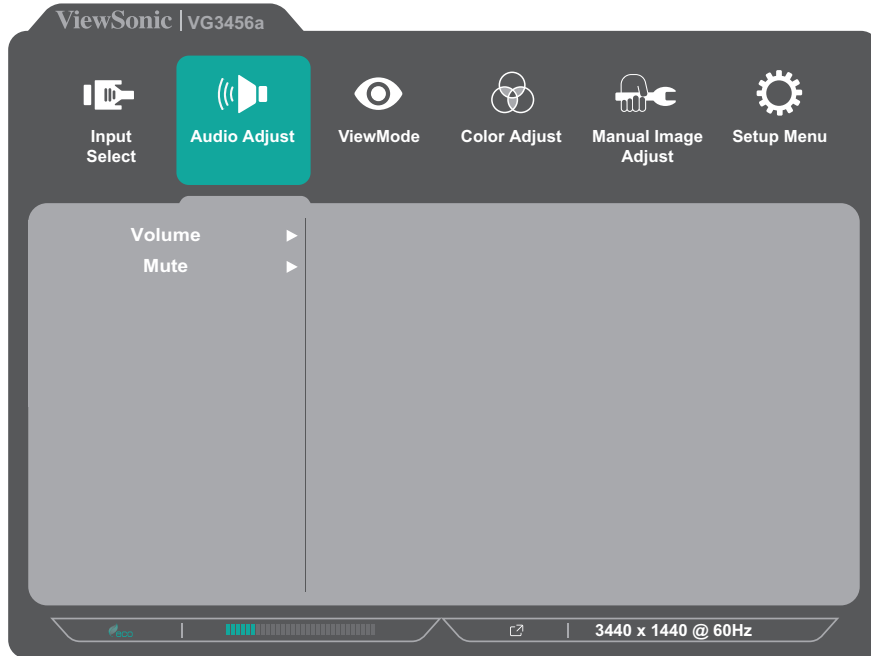 ViewSonic | VG3456a
Input
Select
Audio Adjust
ViewMode
Color Adjust
Manual Image
Adjust
Setup Menu
Volume
Mute
eco
3440 x 1440 @ 60Hz